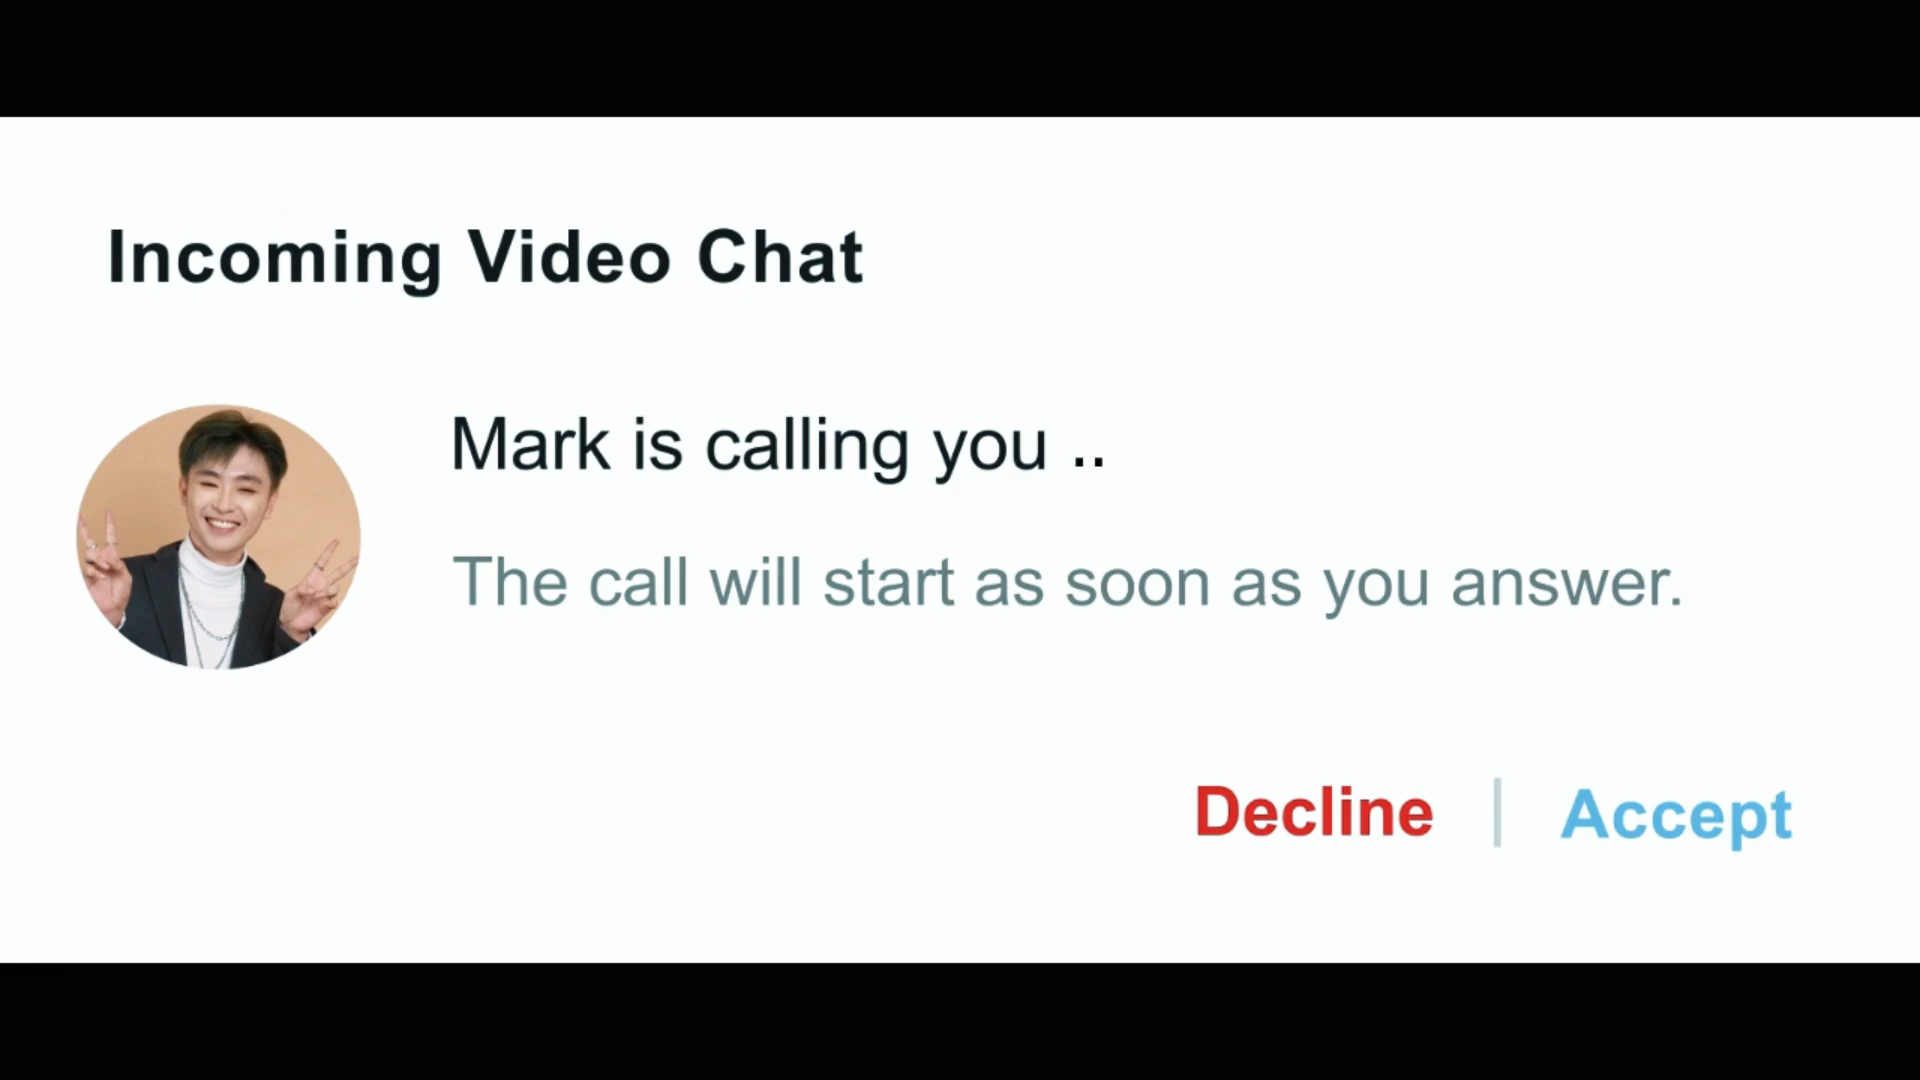 Incoming Video Chat
Mark is calling you ..
The call will start as soon as you answer.
Decline | Accept